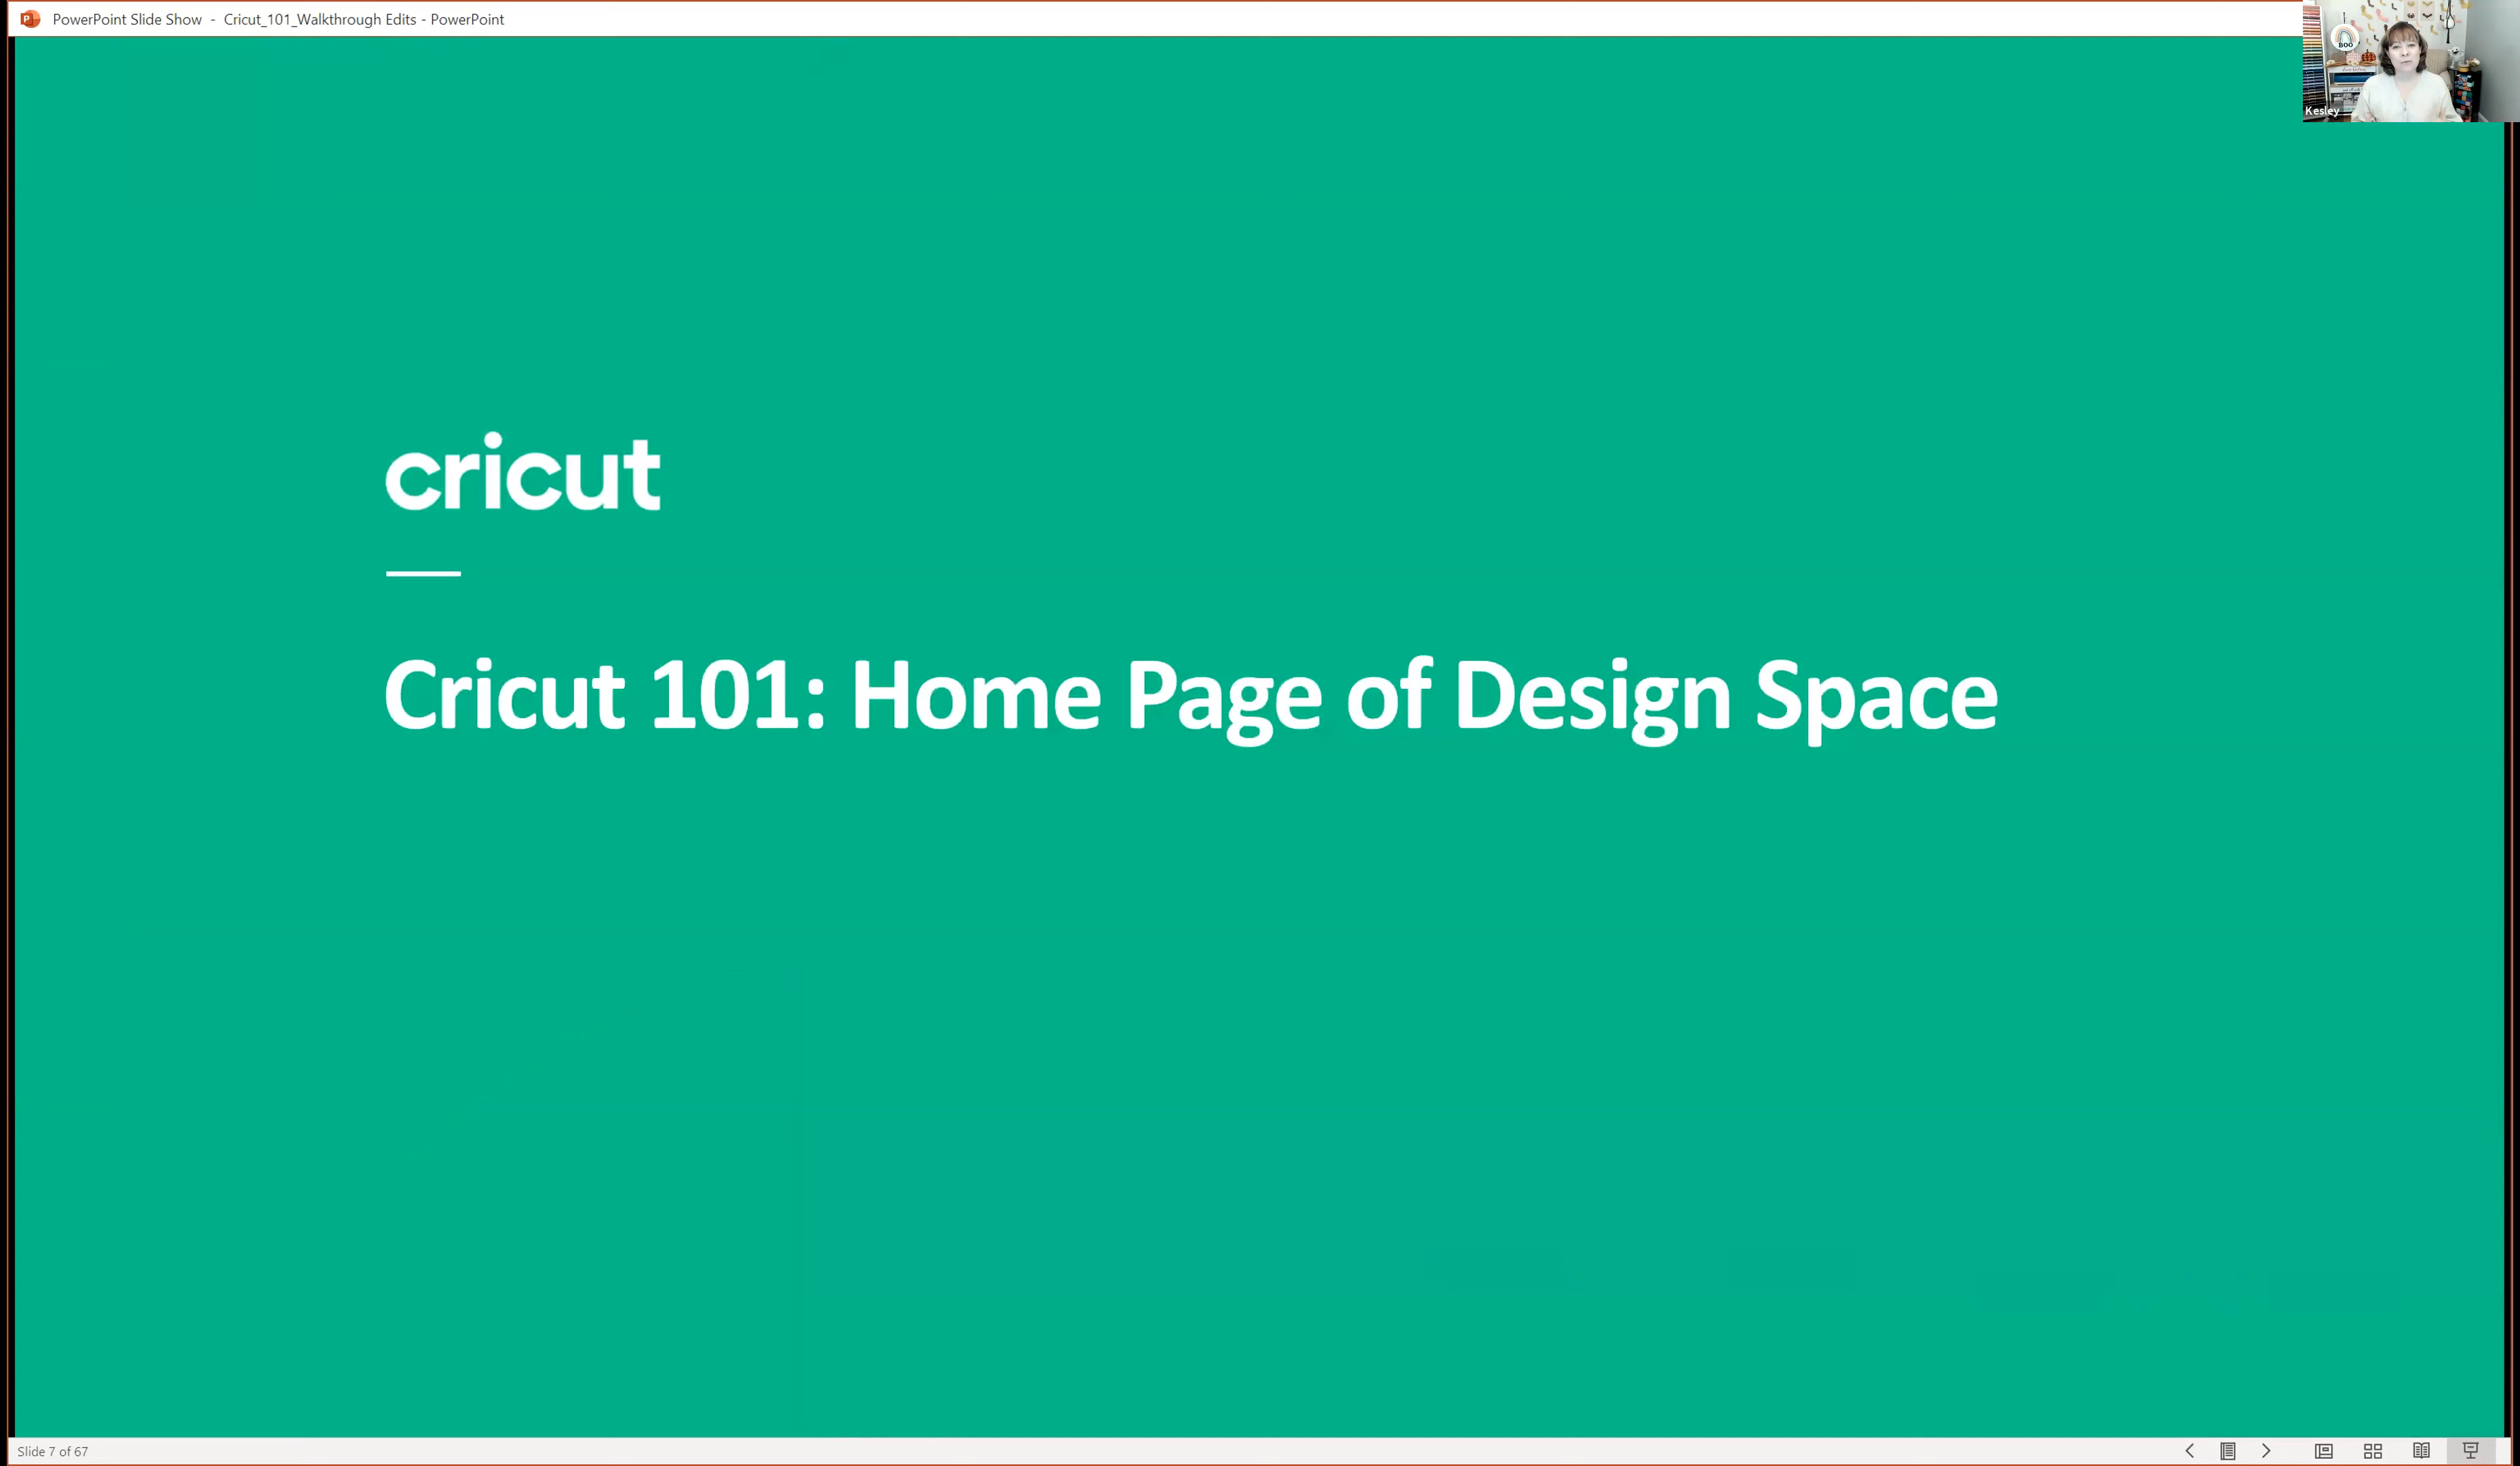 PowerPoint Slide Show - Cricut_101_Walkthrough Edits - PowerPoint
BOO
Kesley
cricut
Cricut 101: Home Page of Design Space
Slide 7 of 67